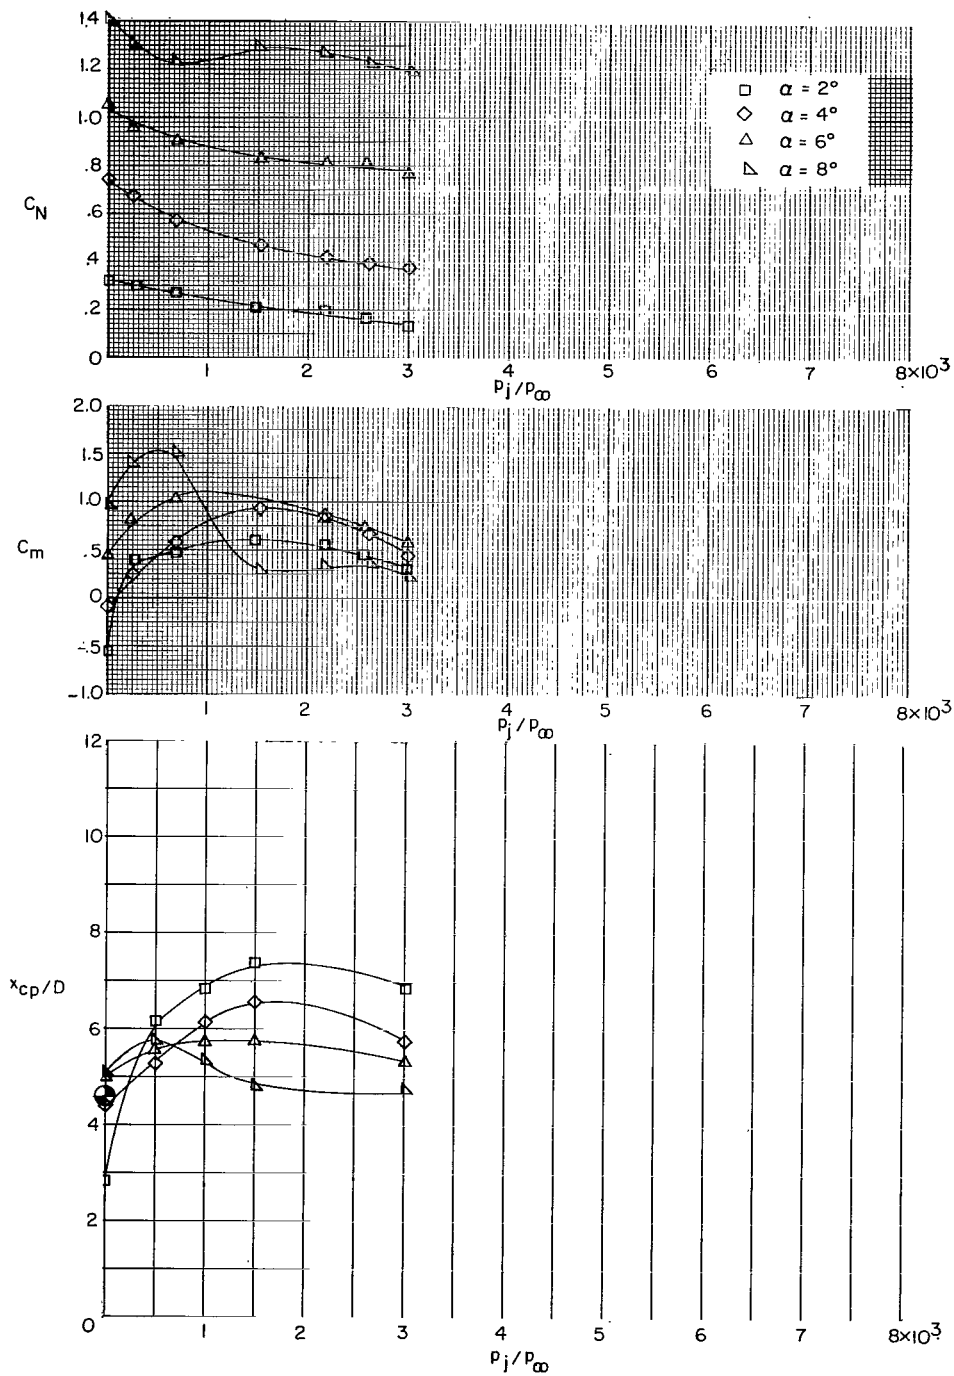 1.4
1.2
1.0
.8
.6
.4
.2
0
C_N
□ α = 2°
◇ α = 4°
△ α = 6°
◺ α = 8°
1 2 3 4 5 6 7 8×10³
p_j/p_∞
2.0
1.5
1.0
.5
0
-.5
-1.0
C_m
1 2 3 4 5 6 7 8×10³
p_j/p_∞
12
10
8
6
4
2
0
x_cp/D
1 2 3 4 5 6 7 8×10³
p_j/p_∞